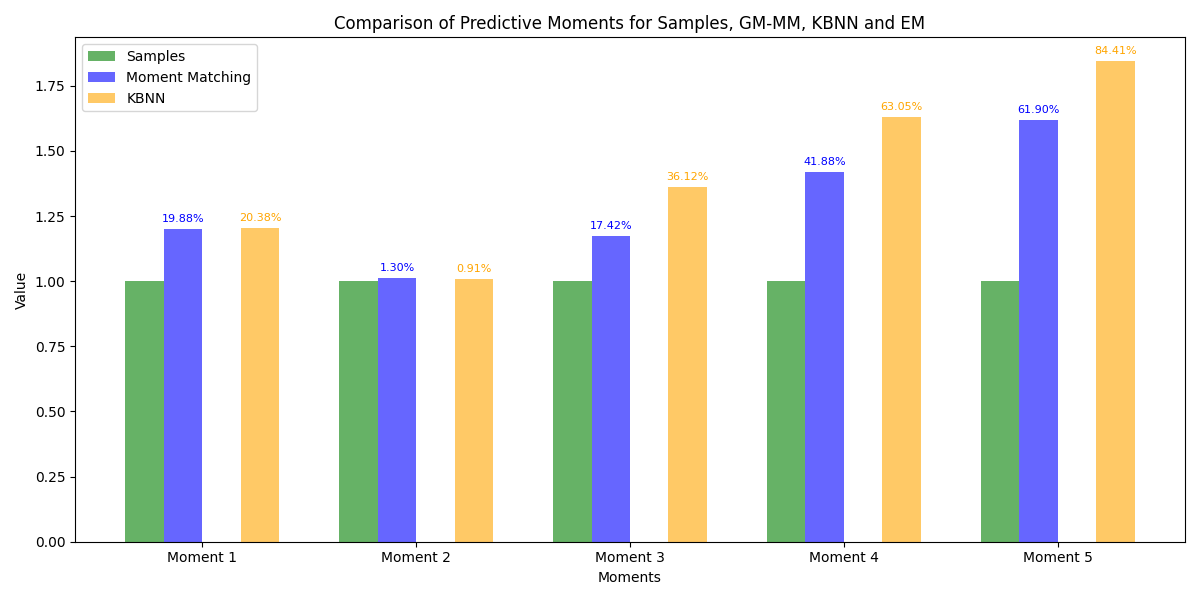 Comparison of Predictive Moments for Samples, GM-MM, KBNN and EM
Samples
Moment Matching
KBNN
Value
1.75
1.50
1.25
1.00
0.75
0.50
0.25
0.00
19.88%
20.38%
1.30%
0.91%
17.42%
36.12%
41.88%
63.05%
61.90%
84.41%
Moment 1
Moment 2
Moment 3
Moment 4
Moment 5
Moments